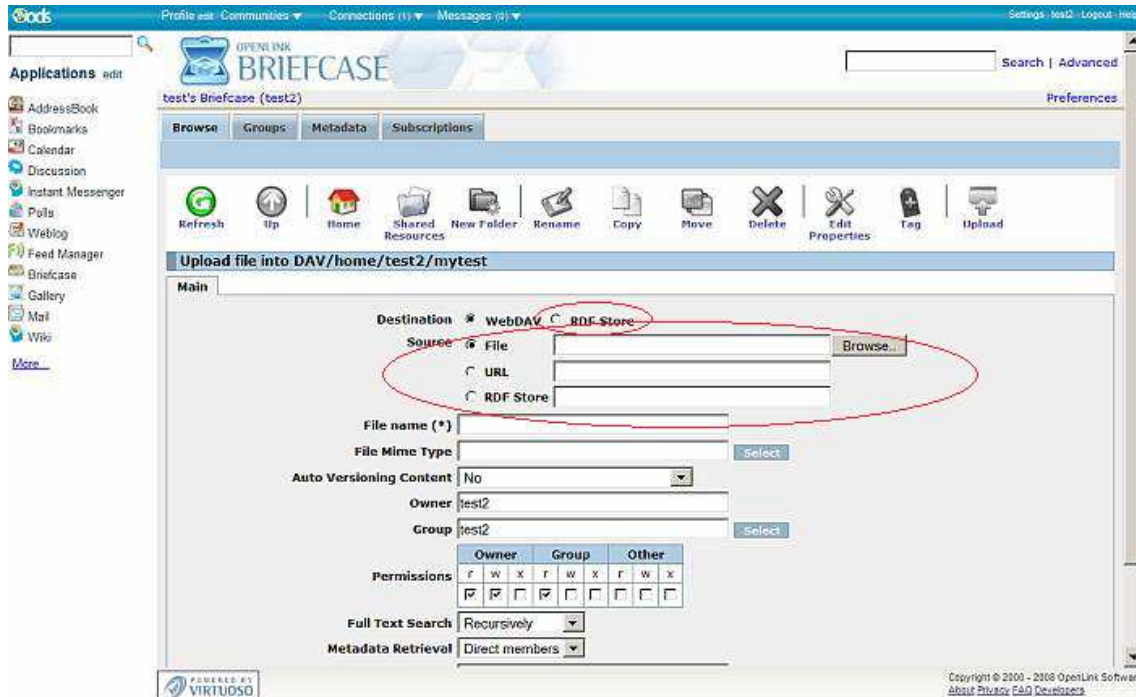 ods
Profile edit Communities Connections (1) Messages (0) Settings test2 Logout Help
Applications edit
AddressBook
Bookmarks
Calendar
Discussion
Instant Messenger
Polls
Weblog
Feed Manager
Briefcase
Gallery
Mail
Wiki
More...
OPENLINK
BRIEFCASE
Search | Advanced
test's Briefcase (test2) Preferences
Browse Groups Metadata Subscriptions
Refresh Up Home Shared Resources New Folder Rename Copy Move Delete Edit Properties Tag Upload
Upload file into DAV/home/test2/mytest
Main
Destination WebDAV RDF Store
Source File Browse...
URL
RDF Store
File name (*)
File Mime Type Select
Auto Versioning Content No
Owner test2
Group test2 Select
Owner Group Other
Permissions r w x r w x r w x
Full Text Search Recursively
Metadata Retrieval Direct members
POWERED BY
VIRTUOSO
Copyright © 2000 - 2008 OpenLink Softwar
About Privacy FAQ Developers